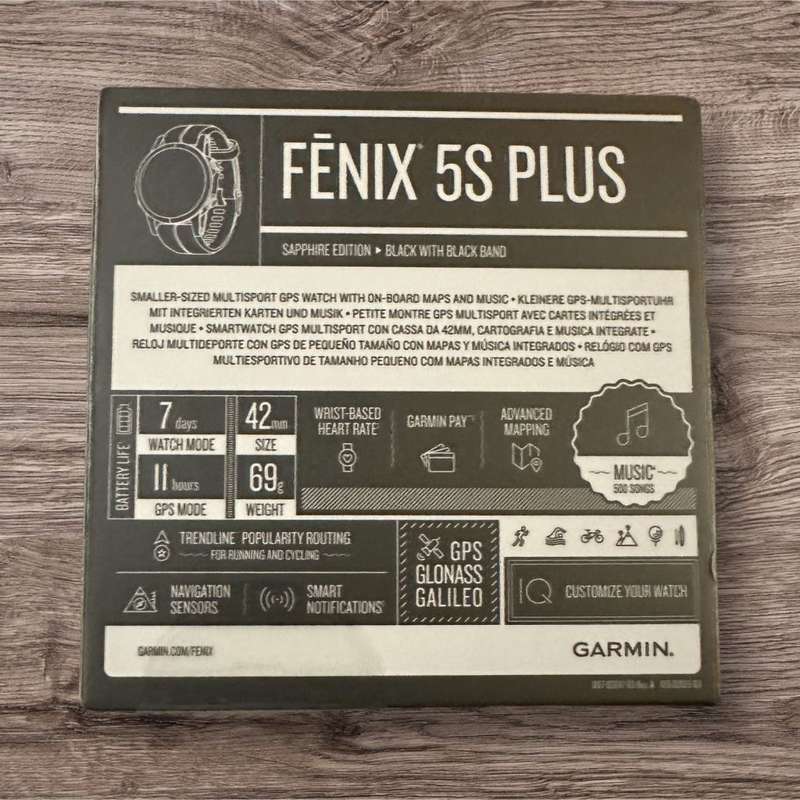 FĒNIX® 5S PLUS
SAPPHIRE EDITION ▸ BLACK WITH BLACK BAND
SMALLER-SIZED MULTISPORT GPS WATCH WITH ON-BOARD MAPS AND MUSIC • KLEINERE GPS-MULTISPORTUHR
MIT INTEGRIERTEN KARTEN UND MUSIK • PETITE MONTRE GPS MULTISPORT AVEC CARTES INTÉGRÉES ET
MUSIQUE • SMARTWATCH GPS MULTISPORT CON CASSA DA 42MM, CARTOGRAFIA E MUSICA INTEGRATE •
RELOJ MULTIDEPORTE CON GPS DE PEQUEÑO TAMAÑO CON MAPAS Y MÚSICA INTEGRADOS • RELÓGIO COM GPS
MULTIESPORTIVO DE TAMANHO PEQUENO COM MAPAS INTEGRADOS E MÚSICA
BATTERY LIFE
7 days
WATCH MODE
11 hours
GPS MODE
42mm
SIZE
69g
WEIGHT
WRIST-BASED
HEART RATE
GARMIN PAY™
ADVANCED
MAPPING
MUSIC
500 SONGS
TRENDLINE POPULARITY ROUTING
FOR RUNNING AND CYCLING
NAVIGATION
SENSORS
SMART
NOTIFICATIONS
GPS
GLONASS
GALILEO
IQ CUSTOMIZE YOUR WATCH
GARMIN.COM/FENIX
GARMIN.